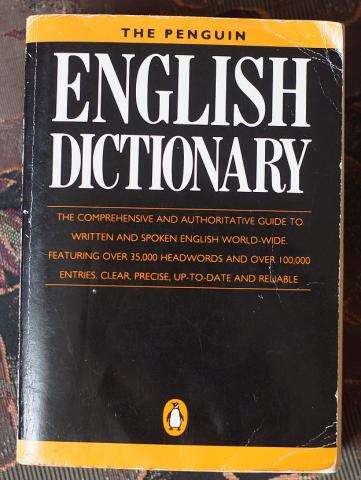 THE PENGUIN
ENGLISH
DICTIONARY
THE COMPREHENSIVE AND AUTHORITATIVE GUIDE TO
WRITTEN AND SPOKEN ENGLISH WORLD-WIDE.
FEATURING OVER 35,000 HEADWORDS AND OVER 100,000
ENTRIES. CLEAR, PRECISE, UP-TO-DATE AND RELIABLE